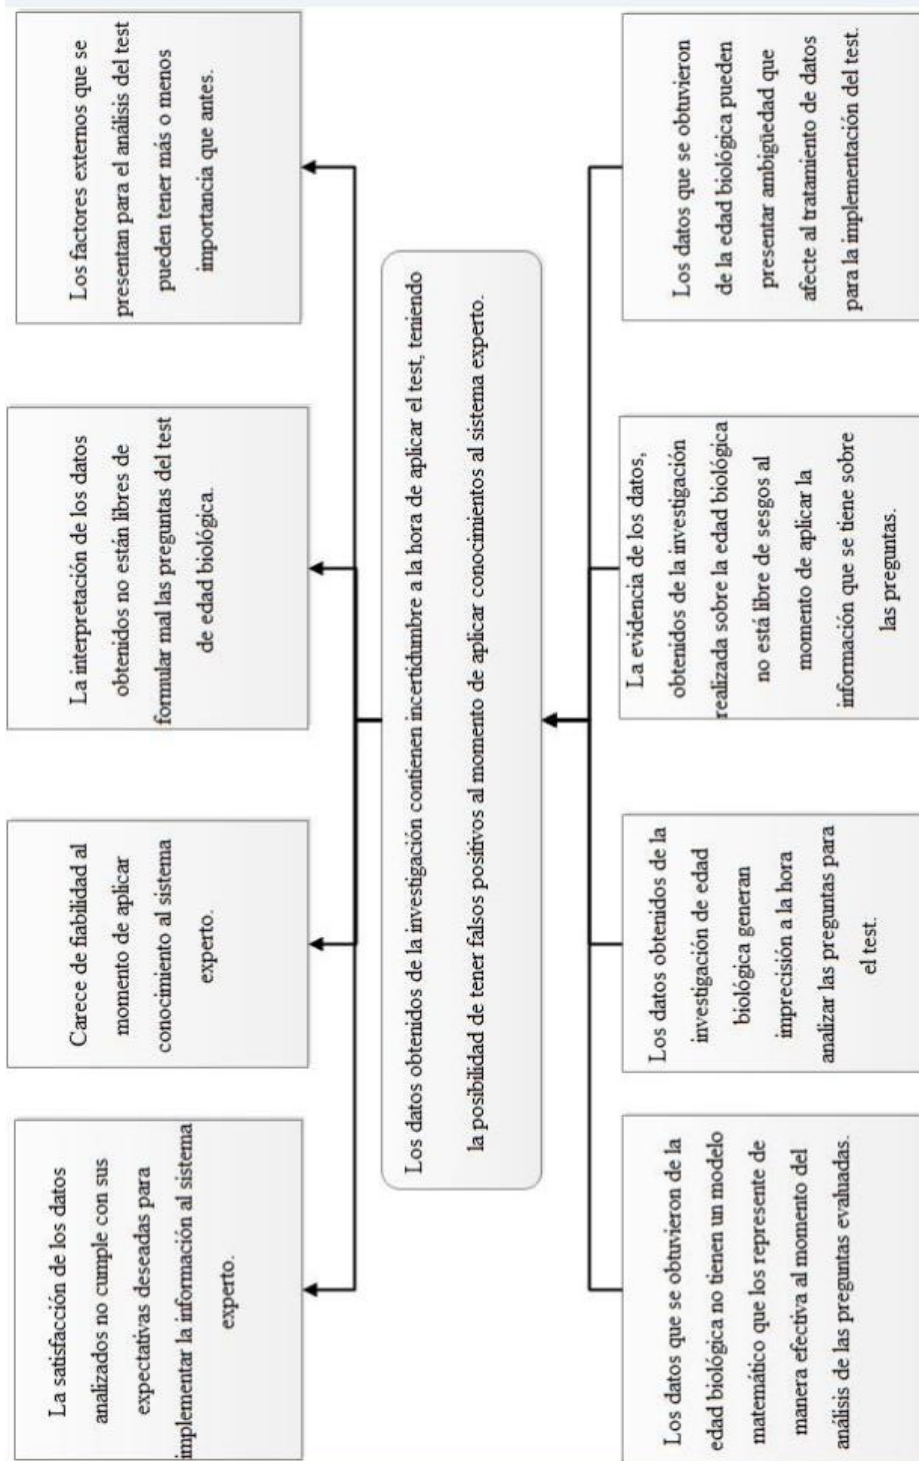 La satisfacción de los datos
analizados no cumple con sus
expectativas deseadas para
implementar la información al sistema
experto.
Carece de fiabilidad al
momento de aplicar
conocimiento al sistema
experto.
La interpretación de los datos
obtenidos no están libres de
formular mal las preguntas del test
de edad biológica.
Los factores externos que se
presentan para el análisis del test
pueden tener más o menos
importancia que antes.
Los datos obtenidos de la investigación contienen incertidumbre a la hora de aplicar el test, teniendo
la posibilidad de tener falsos positivos al momento de aplicar conocimientos al sistema experto.
Los datos que se obtuvieron de la
edad biológica no tienen un modelo
matemático que los represente de
manera efectiva al momento del
análisis de las preguntas evaluadas.
Los datos obtenidos de la
investigación de edad
biológica generan
imprecisión a la hora
analizar las preguntas para
el test.
La evidencia de los datos,
obtenidos de la investigación
realizada sobre la edad biológica
no está libre de sesgos al
momento de aplicar la
información que se tiene sobre
las preguntas.
Los datos que se obtuvieron
de la edad biológica pueden
presentar ambigüedad que
afecte al tratamiento de datos
para la implementación del test.